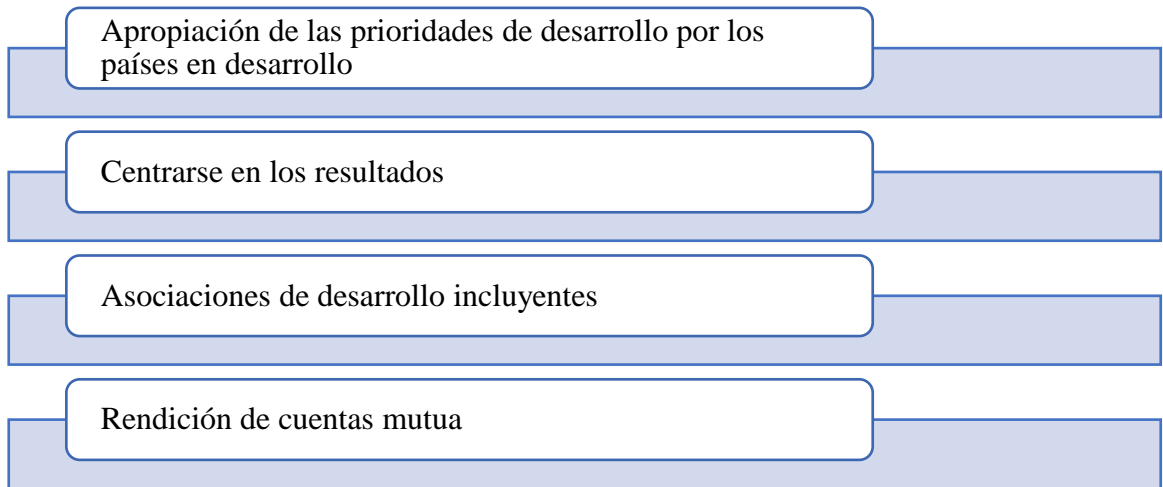 Apropiación de las prioridades de desarrollo por los
países en desarrollo
Centrarse en los resultados
Asociaciones de desarrollo incluyentes
Rendición de cuentas mutua